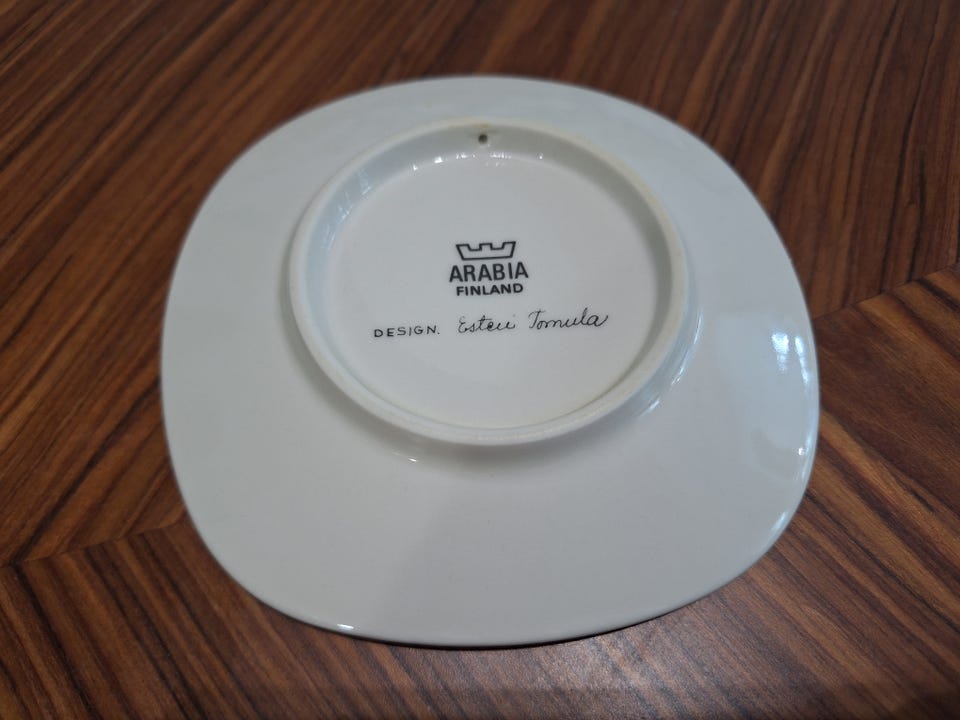 ARABIA
FINLAND
DESIGN. Esteri Tomula